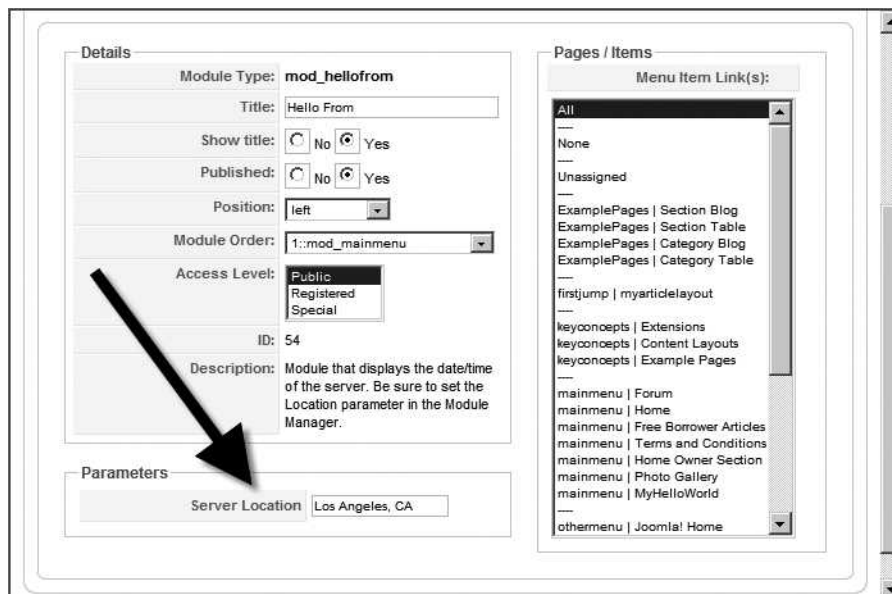 Details
Module Type: mod_hellofrom
Title: Hello From
Show title: No Yes
Published: No Yes
Position: left
Module Order: 1::mod_mainmenu
Access Level: Public
Registered
Special
ID: 54
Description: Module that displays the date/time
of the server. Be sure to set the
Location parameter in the Module
Manager.
Parameters
Server Location Los Angeles, CA
Pages / Items
Menu Item Link(s):
All
----
None
----
Unassigned
----
ExamplePages | Section Blog
ExamplePages | Section Table
ExamplePages | Category Blog
ExamplePages | Category Table
----
firstjump | myarticlelayout
----
keyconcepts | Extensions
keyconcepts | Content Layouts
keyconcepts | Example Pages
----
mainmenu | Forum
mainmenu | Home
mainmenu | Free Borrower Articles
mainmenu | Terms and Conditions
mainmenu | Home Owner Section
mainmenu | Photo Gallery
mainmenu | MyHelloWorld
----
othermenu | Joomla! Home